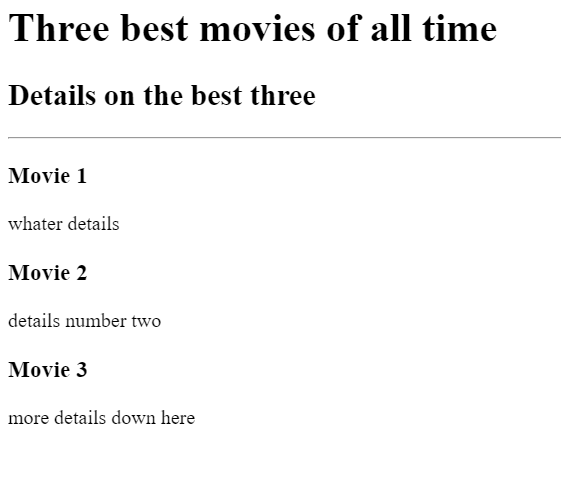 Three best movies of all time
Details on the best three
Movie 1
whater details
Movie 2
details number two
Movie 3
more details down here